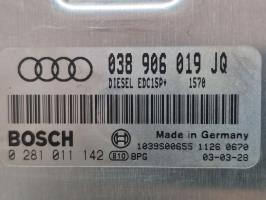 038 906 019 JQ
DIESEL EDC15P+ 1570
BOSCH
Made in Germany
1039S00655 1126 0670
0 281 011 142 B10 BPG 03-03-28